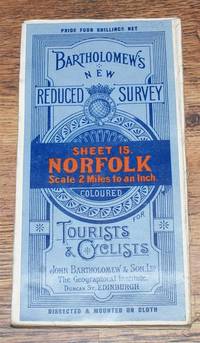 PRICE FOUR SHILLINGS NET
BARTHOLOMEW'S
NEW
REDUCED SURVEY
SHEET 15.
NORFOLK
Scale 2 Miles to an Inch.
COLOURED
FOR
TOURISTS
& CYCLISTS
JOHN BARTHOLOMEW & SON. LTD
The Geographical Institute,
DUNCAN ST. EDINBURGH
DISSECTED & MOUNTED ON CLOTH